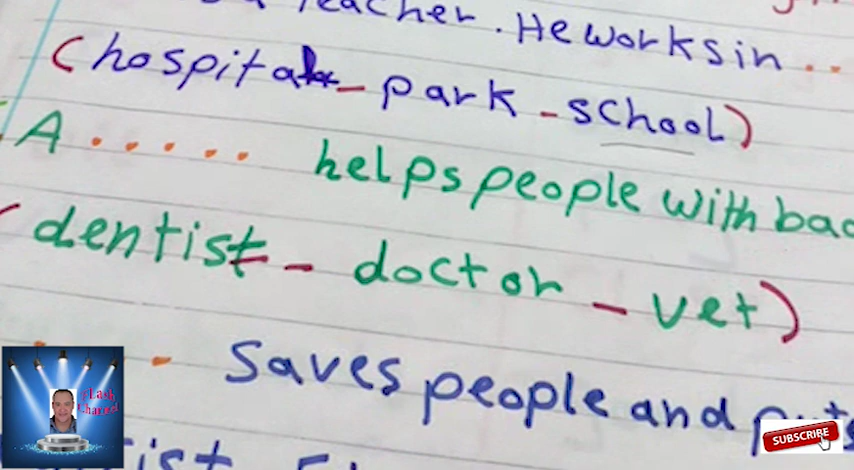 Teacher. He works in ..
(hospital - park - school)
A ..... helps people with bad
(dentist - doctor - vet)
.. saves people and puts
Flash
Channel
SUBSCRIBE